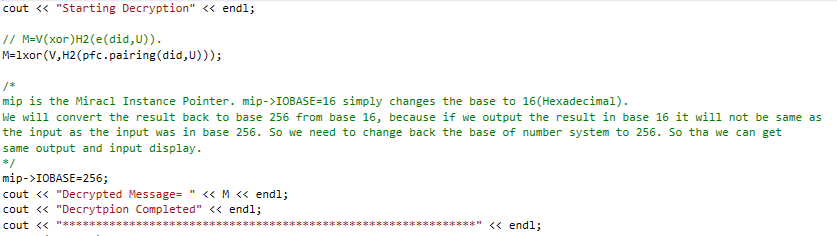 cout << "Starting Decryption" << endl;
// M=V(xor)H2(e(did,U)).
M=lxor(V,H2(pfc.pairing(did,U)));
/*
mip is the Miracl Instance Pointer. mip->IOBASE=16 simply changes the base to 16(Hexadecimal).
We will convert the result back to base 256 from base 16, because if we output the result in base 16 it will not be same as
the input as the input was in base 256. So we need to change back the base of number system to 256. So tha we can get
same output and input display.
*/
mip->IOBASE=256;
cout << "Decrypted Message= " << M << endl;
cout << "Decrytpion Completed" << endl;
cout << "***************************************************************" << endl;